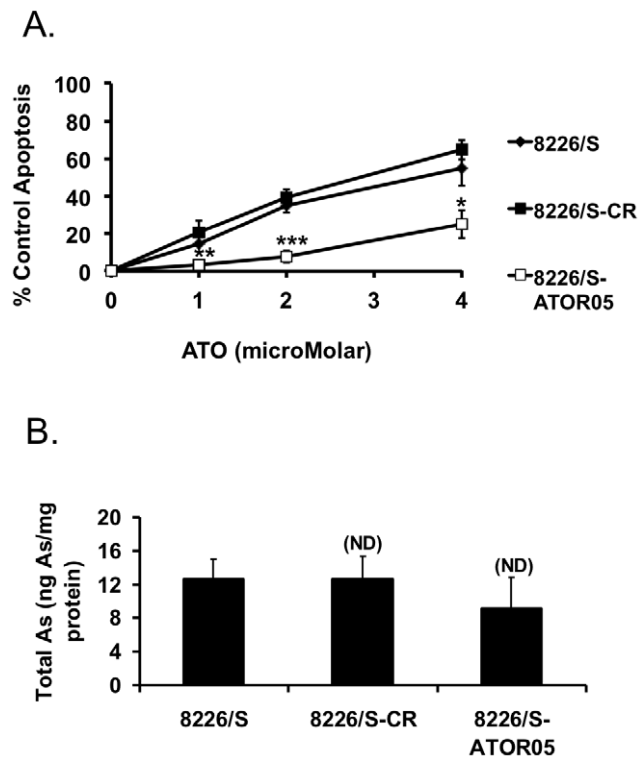 A.
% Control Apoptosis
100
80
60
40
20
0
0 1 2 3 4
**
***
*
ATO (microMolar)
8226/S
8226/S-CR
8226/S-
ATOR05
B.
Total As (ng As/mg
protein)
20
16
12
8
4
0
(ND)
(ND)
8226/S 8226/S-CR 8226/S-
ATOR05